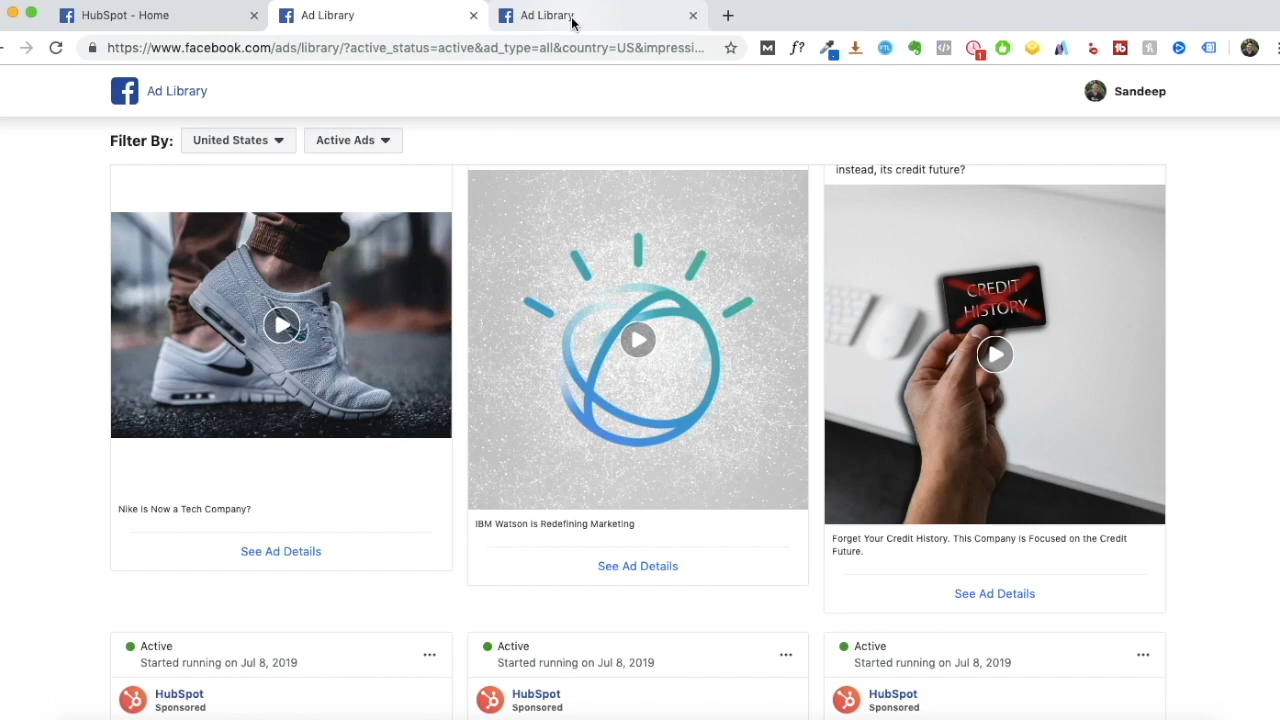 HubSpot - Home
Ad Library
Ad Library
https://www.facebook.com/ads/library/?active_status=active&ad_type=all&country=US&impressi...
Ad Library
Sandeep
Filter By:
United States
Active Ads
instead, its credit future?
CREDIT
HISTORY
Nike is Now a Tech Company?
IBM Watson is Redefining Marketing
Forget Your Credit History. This Company is Focused on the Credit
Future.
See Ad Details
See Ad Details
See Ad Details
Active
Started running on Jul 8, 2019
HubSpot
Sponsored
Active
Started running on Jul 8, 2019
HubSpot
Sponsored
Active
Started running on Jul 8, 2019
HubSpot
Sponsored